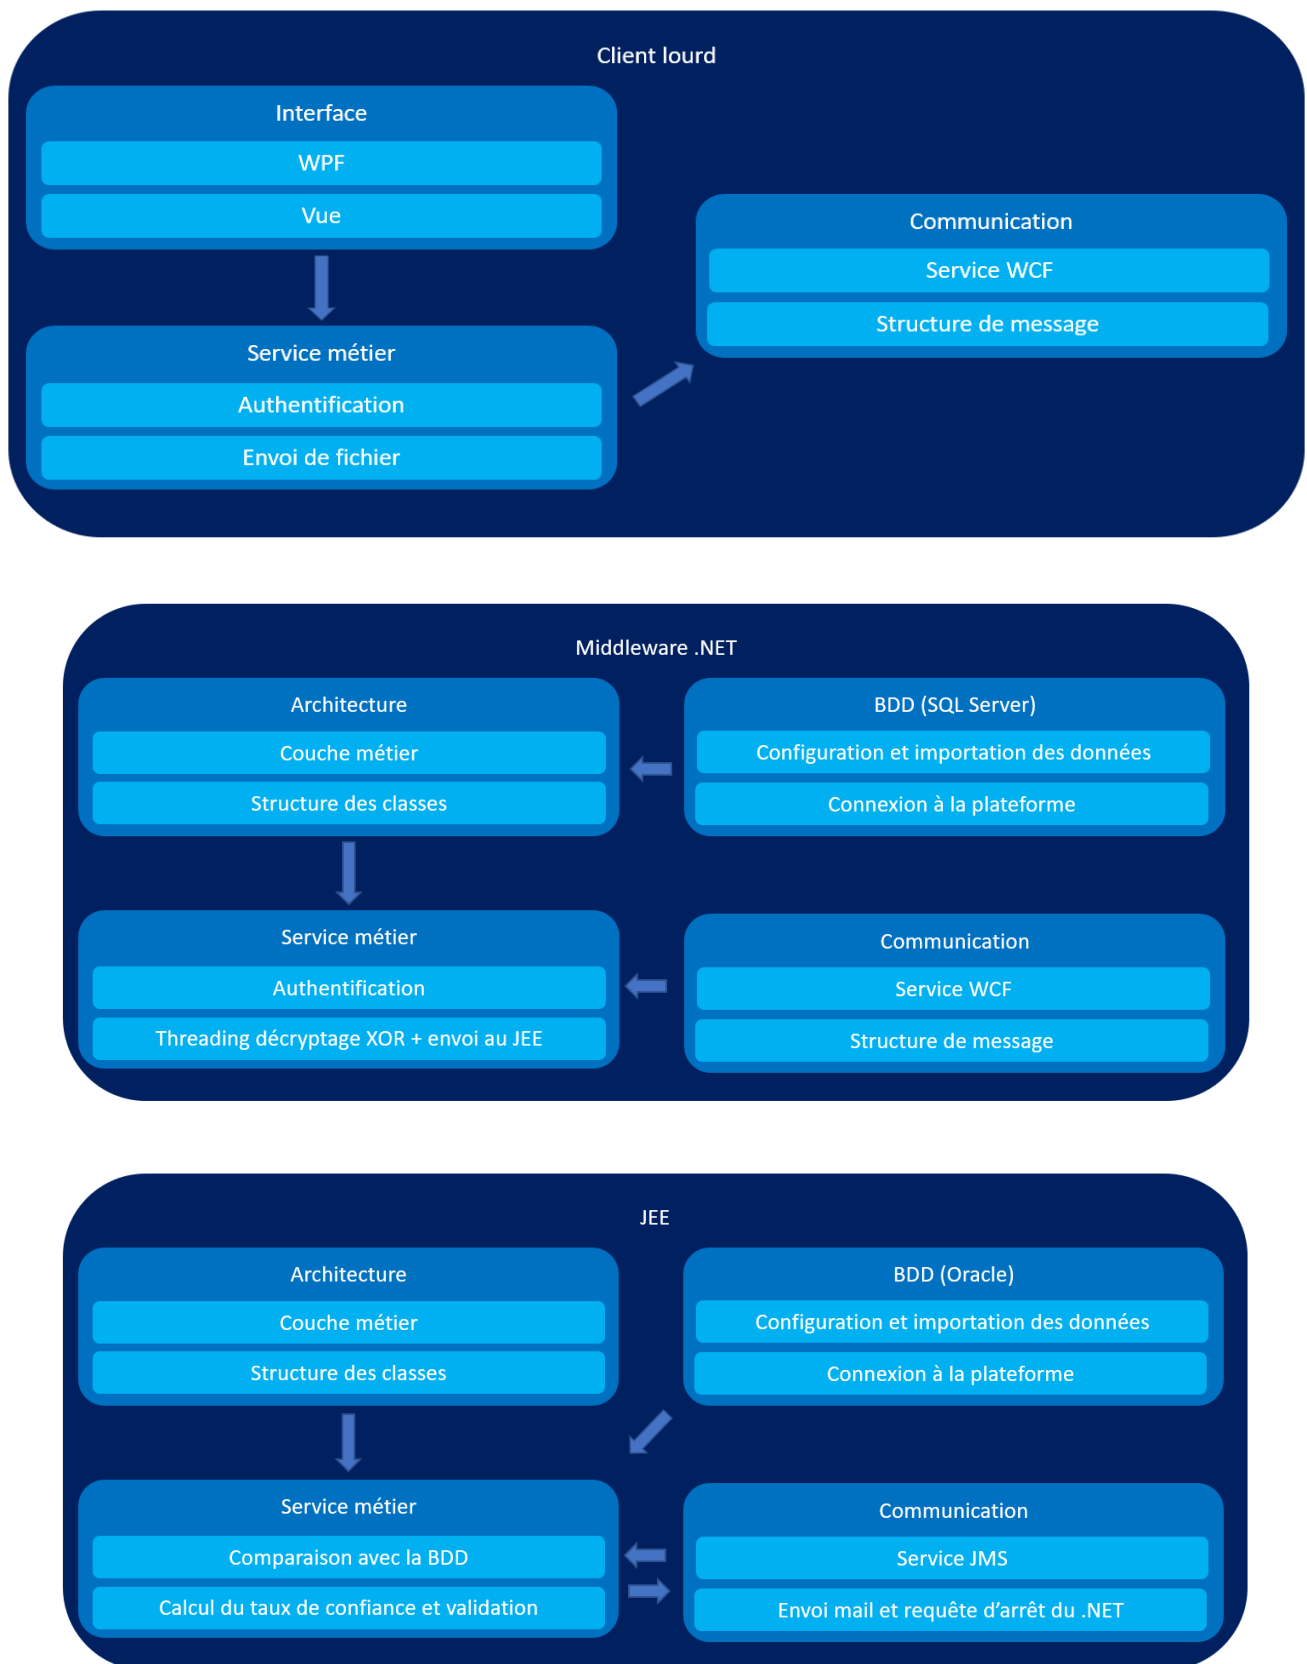 Client lourd
Interface
WPF
Vue
Communication
Service WCF
Structure de message
Service métier
Authentification
Envoi de fichier
Middleware .NET
Architecture
Couche métier
Structure des classes
BDD (SQL Server)
Configuration et importation des données
Connexion à la plateforme
Service métier
Authentification
Threading décryptage XOR + envoi au JEE
Communication
Service WCF
Structure de message
JEE
Architecture
Couche métier
Structure des classes
BDD (Oracle)
Configuration et importation des données
Connexion à la plateforme
Service métier
Comparaison avec la BDD
Calcul du taux de confiance et validation
Communication
Service JMS
Envoi mail et requête d’arrêt du .NET